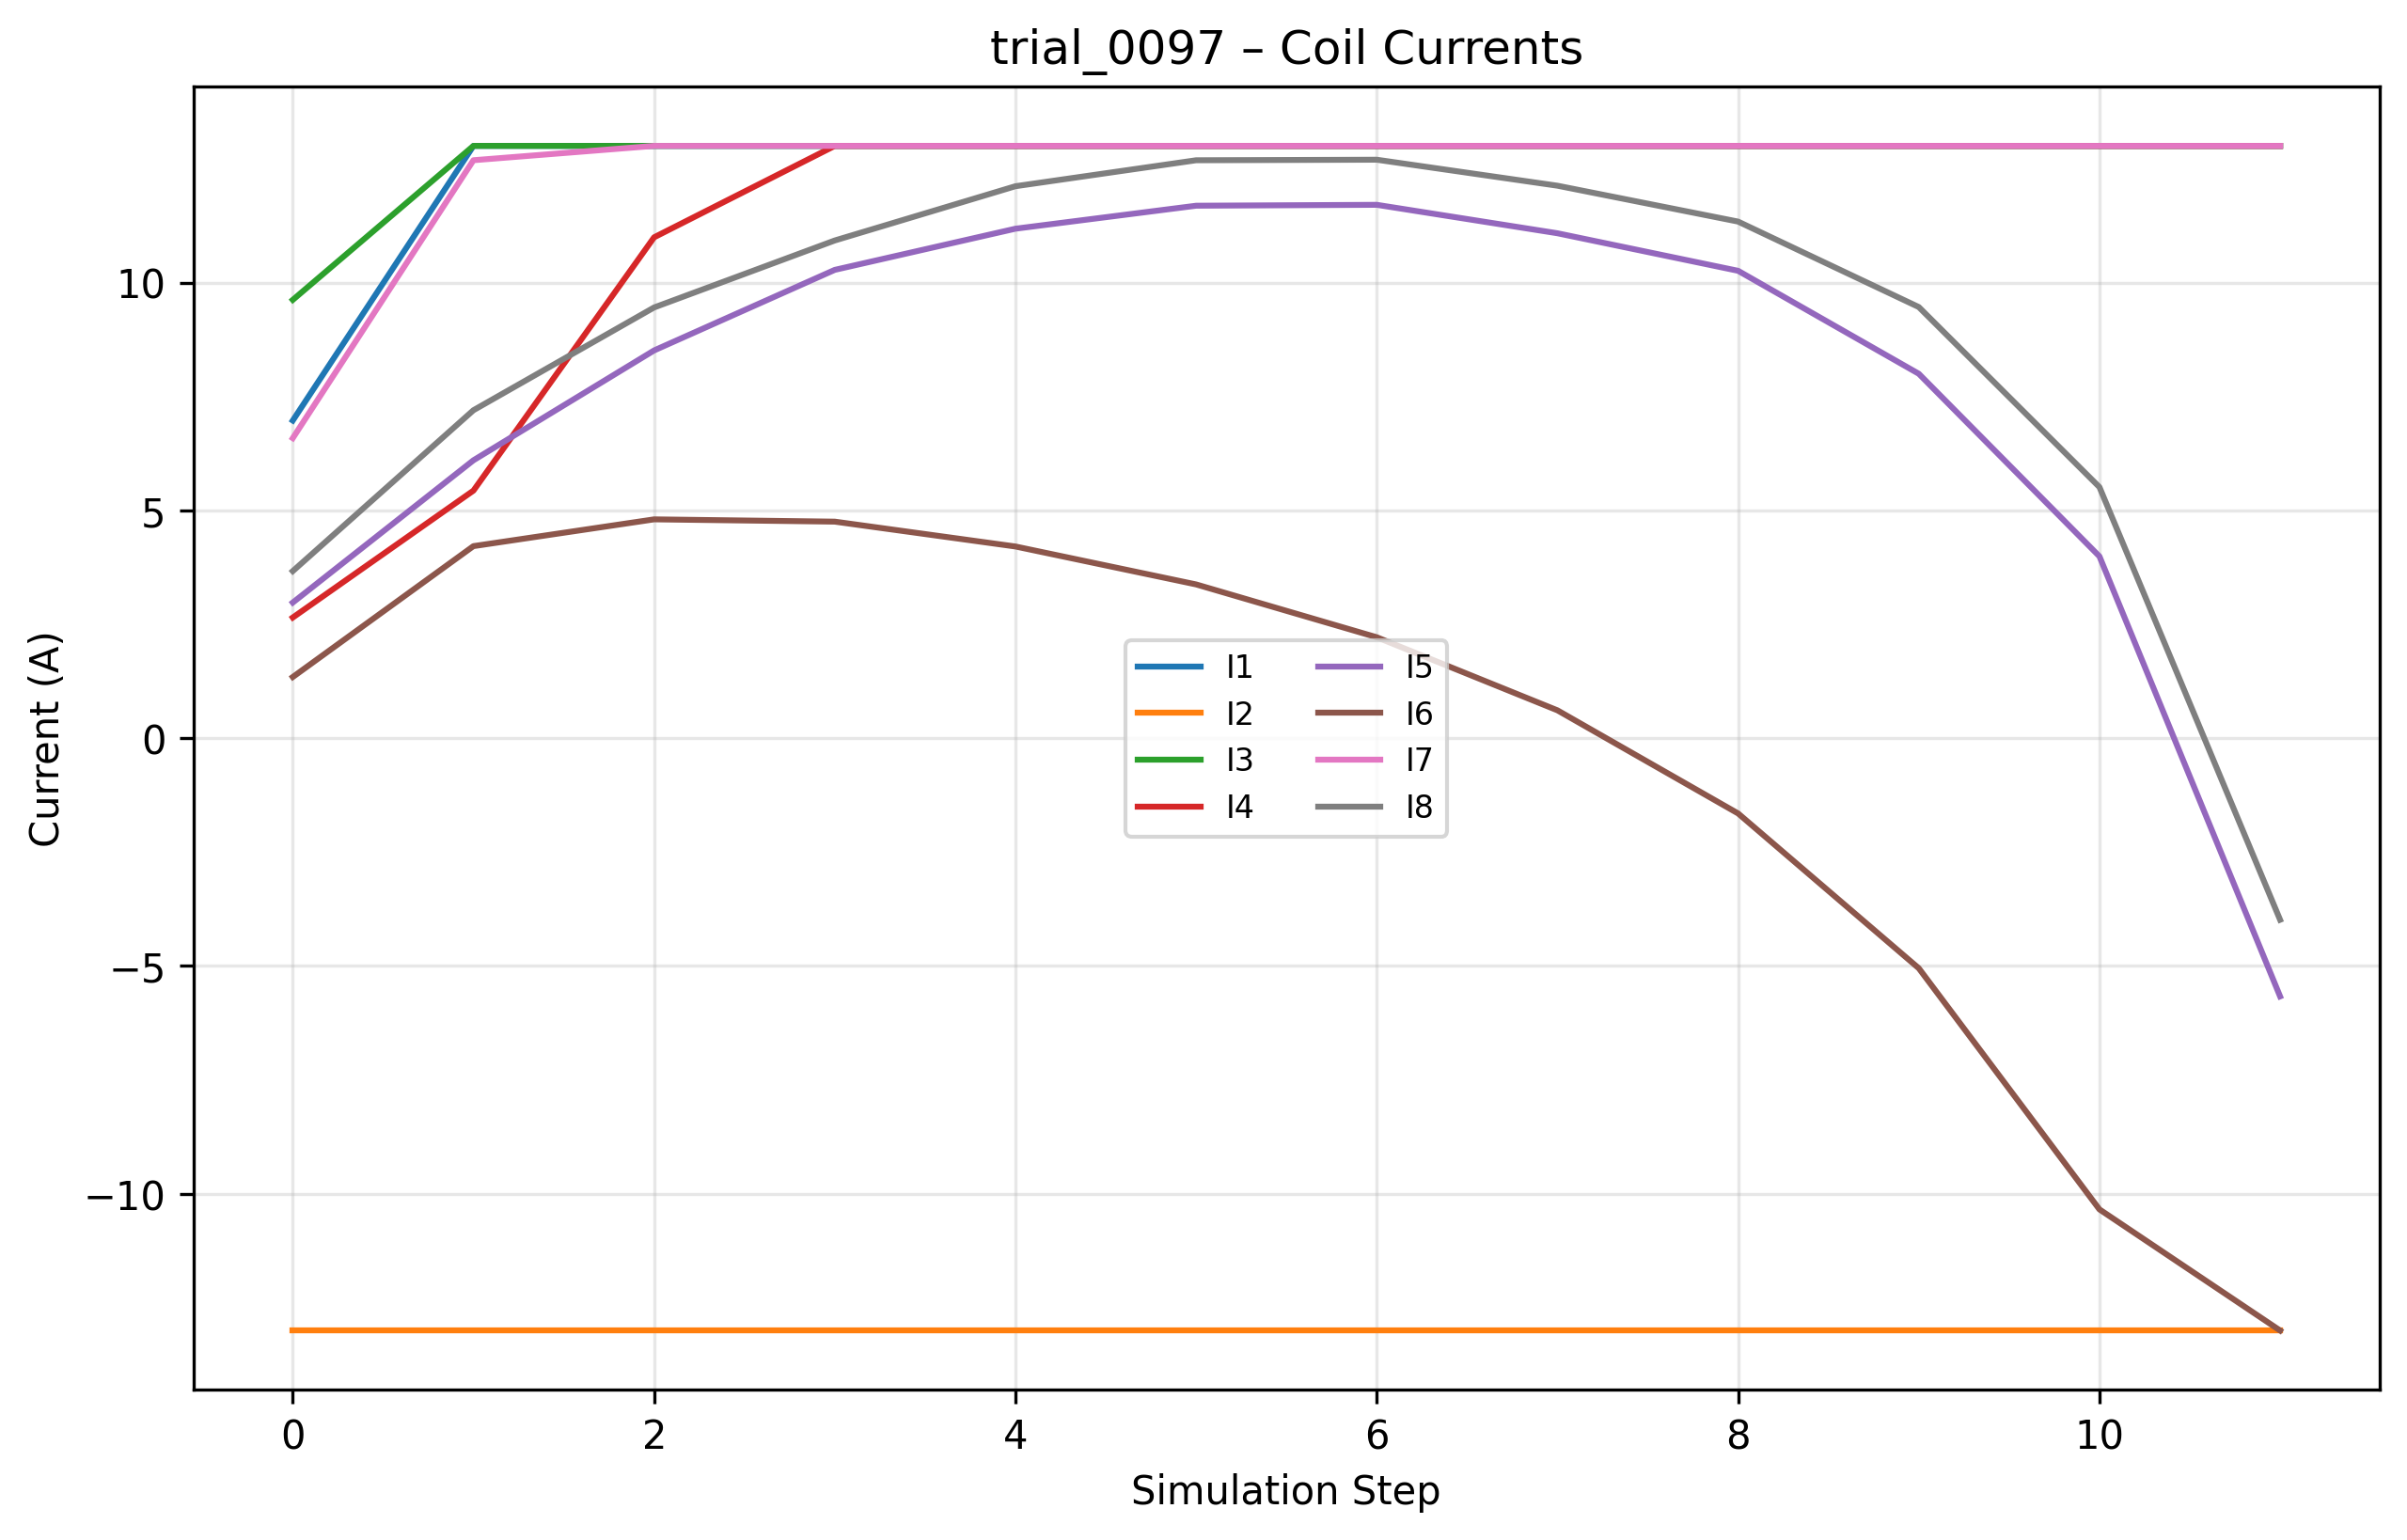 trial_0097 – Coil Currents
Current (A)
10
5
0
−5
−10
I1
I2
I3
I4
I5
I6
I7
I8
0 2 4 6 8 10
Simulation Step